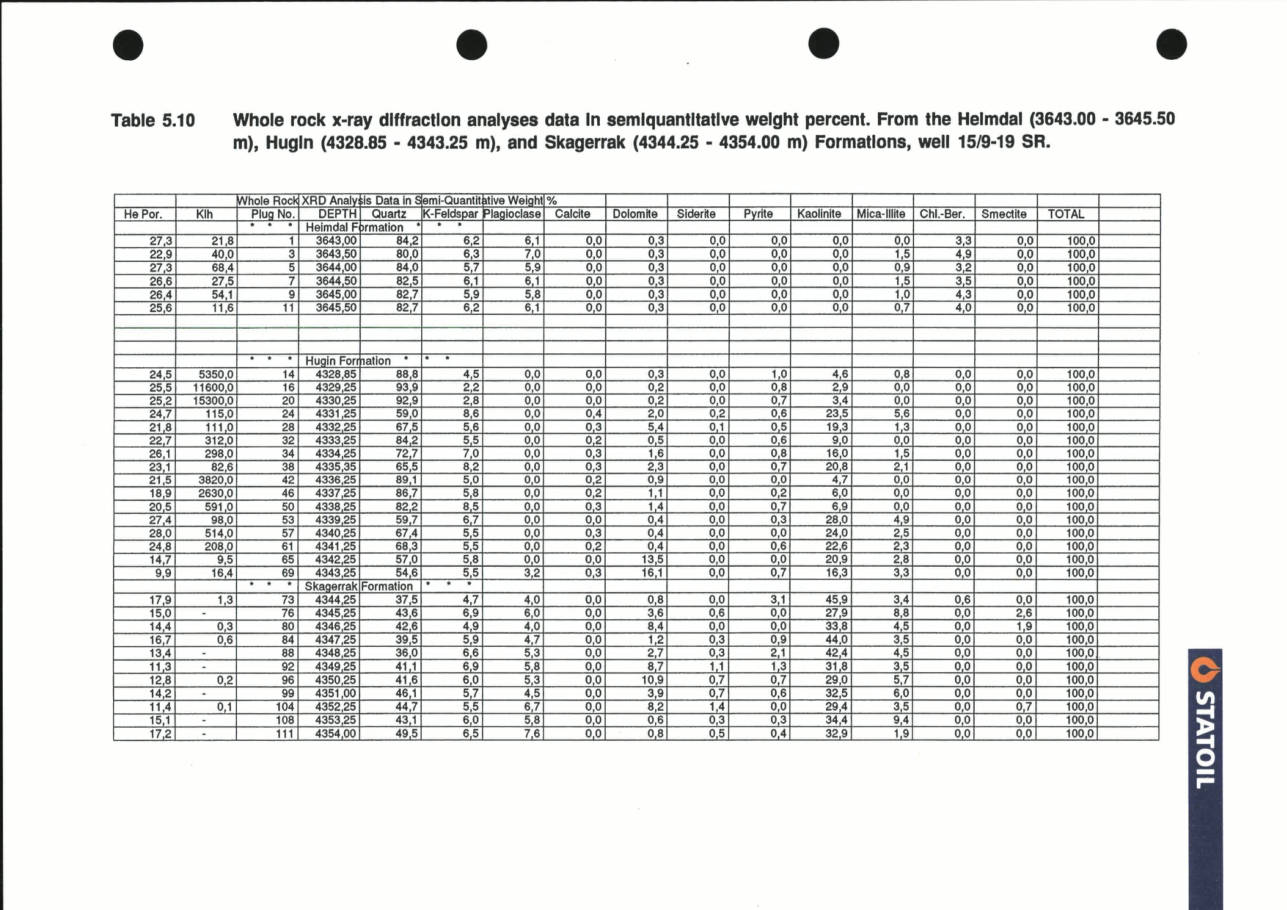 Table 5.10 Whole rock x-ray diffraction analyses data in semiquantitative weight percent. From the Heimdal (3643.00 - 3645.50
m), Hugin (4328.85 - 4343.25 m), and Skagerrak (4344.25 - 4354.00 m) Formations, well 15/9-19 SR.
Whole Rock XRD Analysis Data in Semi-Quantitative Weight %
He Por. Klh Plug No. DEPTH Quartz K-Feldspar Plagioclase Calcite Dolomite Siderite Pyrite Kaolinite Mica-Illite Chl.-Ber. Smectite TOTAL
* * * Heimdal Formation * * *
27,3 21,8 1 3643,00 84,2 6,2 6,1 0,0 0,3 0,0 0,0 0,0 0,0 3,3 0,0 100,0
22,9 40,0 3 3643,50 80,0 6,3 7,0 0,0 0,3 0,0 0,0 0,0 1,5 4,9 0,0 100,0
27,3 68,4 5 3644,00 84,0 5,7 5,9 0,0 0,3 0,0 0,0 0,0 0,9 3,2 0,0 100,0
26,6 27,5 7 3644,50 82,5 6,1 6,1 0,0 0,3 0,0 0,0 0,0 1,5 3,5 0,0 100,0
26,4 54,1 9 3645,00 82,7 5,9 5,8 0,0 0,3 0,0 0,0 0,0 1,0 4,3 0,0 100,0
25,6 11,6 11 3645,50 82,7 6,2 6,1 0,0 0,3 0,0 0,0 0,0 0,7 4,0 0,0 100,0
* * * Hugin Formation * * *
24,5 5350,0 14 4328,85 88,8 4,5 0,0 0,0 0,3 0,0 1,0 4,6 0,8 0,0 0,0 100,0
25,5 11600,0 16 4329,25 93,9 2,2 0,0 0,0 0,2 0,0 0,8 2,9 0,0 0,0 0,0 100,0
25,2 15300,0 20 4330,25 92,9 2,8 0,0 0,0 0,2 0,0 0,7 3,4 0,0 0,0 0,0 100,0
24,7 115,0 24 4331,25 59,0 8,6 0,0 0,4 2,0 0,2 0,6 23,5 5,6 0,0 0,0 100,0
21,8 111,0 28 4332,25 67,5 5,6 0,0 0,3 5,4 0,1 0,5 19,3 1,3 0,0 0,0 100,0
22,7 312,0 32 4333,25 84,2 5,5 0,0 0,2 0,5 0,0 0,6 9,0 0,0 0,0 0,0 100,0
26,1 298,0 34 4334,25 72,7 7,0 0,0 0,3 1,6 0,0 0,8 16,0 1,5 0,0 0,0 100,0
23,1 82,6 38 4335,35 65,5 8,2 0,0 0,3 2,3 0,0 0,7 20,8 2,1 0,0 0,0 100,0
21,5 3820,0 42 4336,25 89,1 5,0 0,0 0,2 0,9 0,0 0,0 4,7 0,0 0,0 0,0 100,0
18,9 2630,0 46 4337,25 86,7 5,8 0,0 0,2 1,1 0,0 0,2 6,0 0,0 0,0 0,0 100,0
20,5 591,0 50 4338,25 82,2 8,5 0,0 0,3 1,4 0,0 0,7 6,9 0,0 0,0 0,0 100,0
27,4 98,0 53 4339,25 59,7 6,7 0,0 0,0 0,4 0,0 0,3 28,0 4,9 0,0 0,0 100,0
28,0 514,0 57 4340,25 67,4 5,5 0,0 0,3 0,4 0,0 0,0 24,0 2,5 0,0 0,0 100,0
24,8 208,0 61 4341,25 68,3 5,5 0,0 0,2 0,4 0,0 0,6 22,6 2,3 0,0 0,0 100,0
14,7 9,5 65 4342,25 57,0 5,8 0,0 0,0 13,5 0,0 0,0 20,9 2,8 0,0 0,0 100,0
9,9 16,4 69 4343,25 54,6 5,5 3,2 0,3 16,1 0,0 0,7 16,3 3,3 0,0 0,0 100,0
* * * Skagerrak Formation * * *
17,9 1,3 73 4344,25 37,5 4,7 4,0 0,0 0,8 0,0 3,1 45,9 3,4 0,6 0,0 100,0
15,0 - 76 4345,25 43,6 6,9 6,0 0,0 3,6 0,6 0,0 27,9 8,8 0,0 2,6 100,0
14,4 0,3 80 4346,25 42,6 4,9 4,0 0,0 8,4 0,0 0,0 33,8 4,5 0,0 1,9 100,0
16,7 0,6 84 4347,25 39,5 5,9 4,7 0,0 1,2 0,3 0,9 44,0 3,5 0,0 0,0 100,0
13,4 - 88 4348,25 36,0 6,6 5,3 0,0 2,7 0,3 2,1 42,4 4,5 0,0 0,0 100,0
11,3 - 92 4349,25 41,1 6,9 5,8 0,0 8,7 1,1 1,3 31,8 3,5 0,0 0,0 100,0
12,8 0,2 96 4350,25 41,6 6,0 5,3 0,0 10,9 0,7 0,7 29,0 5,7 0,0 0,0 100,0
14,2 - 99 4351,00 46,1 5,7 4,5 0,0 3,9 0,7 0,6 32,5 6,0 0,0 0,0 100,0
11,4 0,1 104 4352,25 44,7 5,5 6,7 0,0 8,2 1,4 0,0 29,4 3,5 0,0 0,7 100,0
15,1 - 108 4353,25 43,1 6,0 5,8 0,0 0,6 0,3 0,3 34,4 9,4 0,0 0,0 100,0
17,2 - 111 4354,00 49,5 6,5 7,6 0,0 0,8 0,5 0,4 32,9 1,9 0,0 0,0 100,0
STATOIL